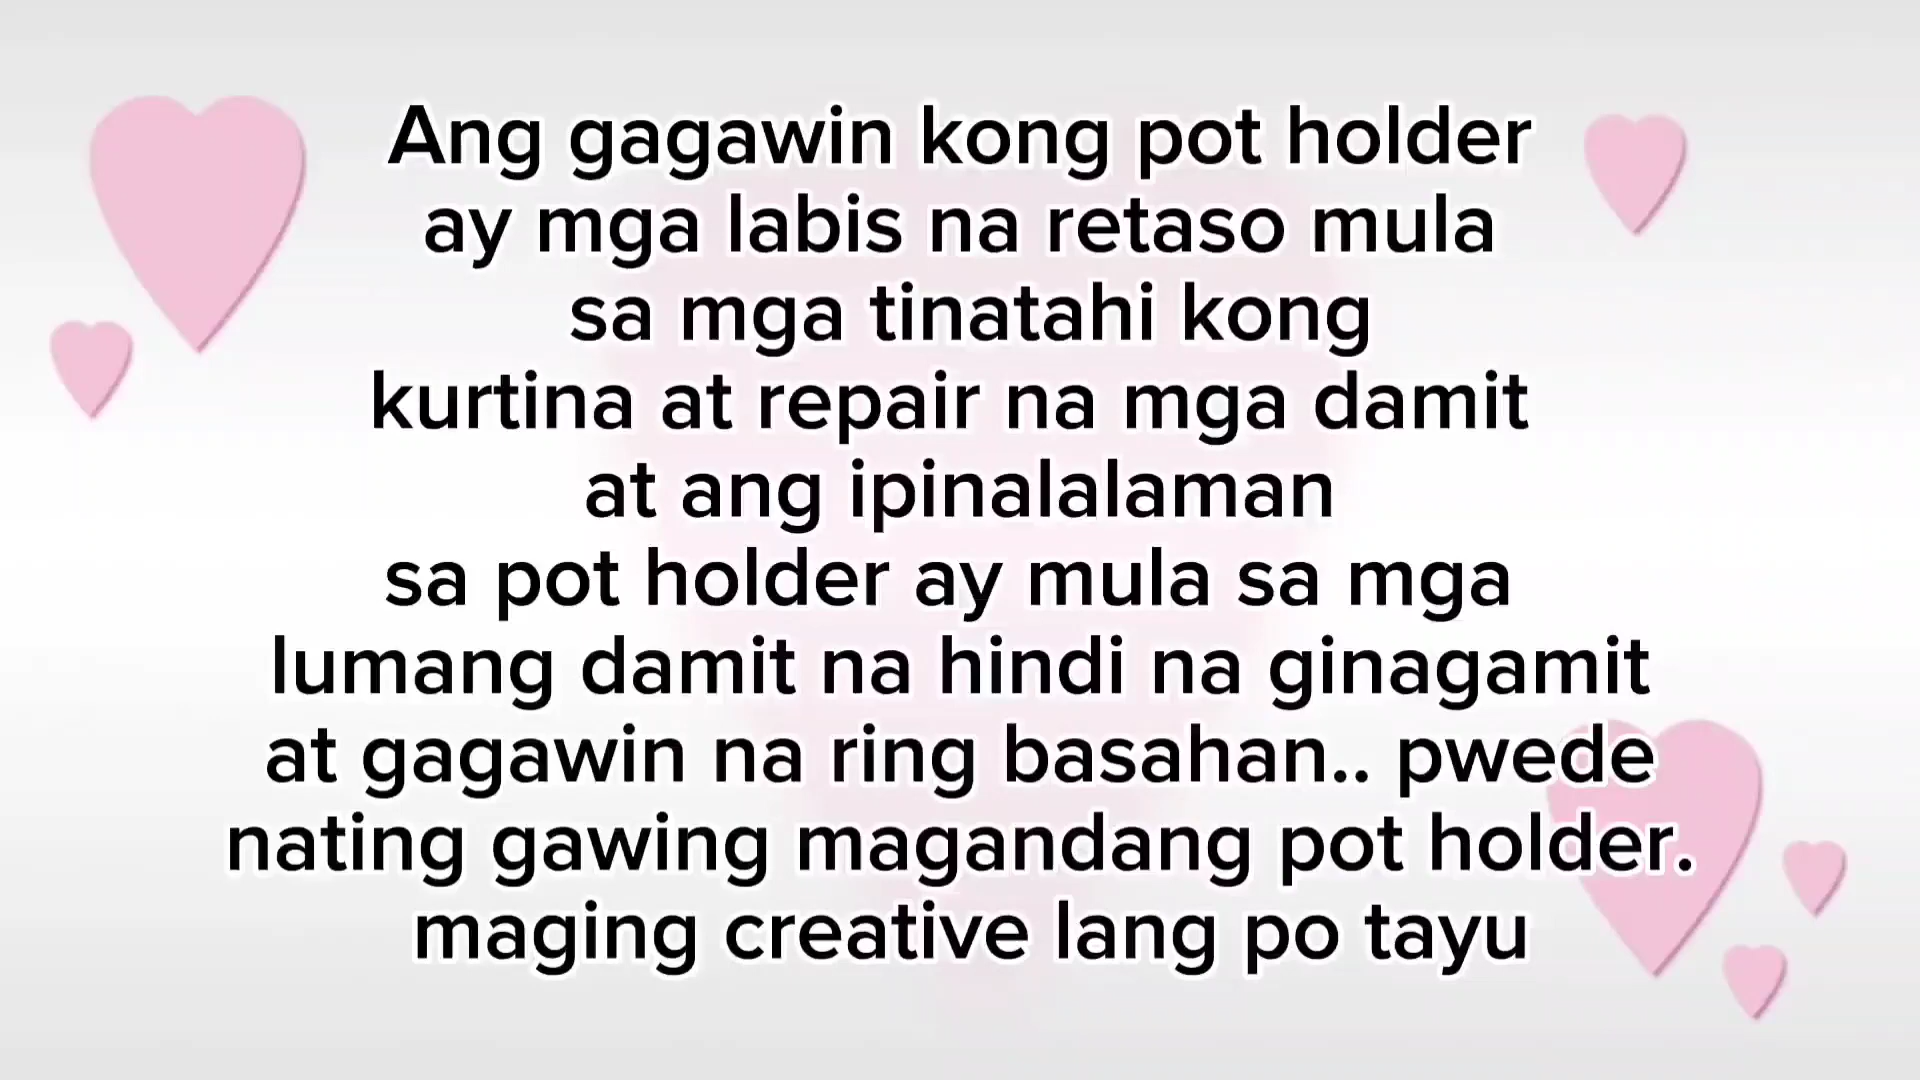 Ang gagawin kong pot holder
ay mga labis na retaso mula
sa mga tinatahi kong
kurtina at repair na mga damit
at ang ipinalalaman
sa pot holder ay mula sa mga
lumang damit na hindi na ginagamit
at gagawin na ring basahan.. pwede
nating gawing magandang pot holder.
maging creative lang po tayu